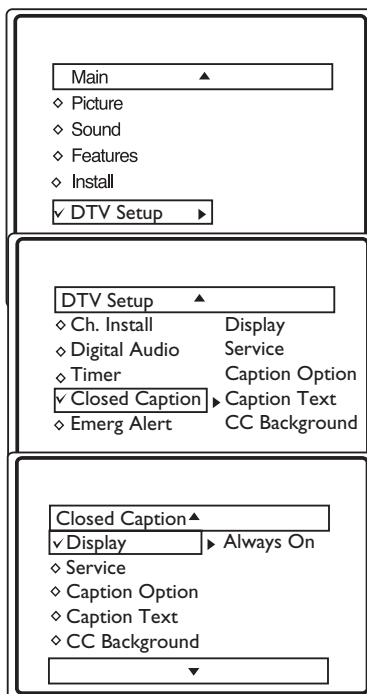 Main
Picture
Sound
Features
Install
DTV Setup
DTV Setup
Ch. Install Display
Digital Audio Service
Timer Caption Option
Closed Caption Caption Text
Emerg Alert CC Background
Closed Caption
Display Always On
Service
Caption Option
Caption Text
CC Background